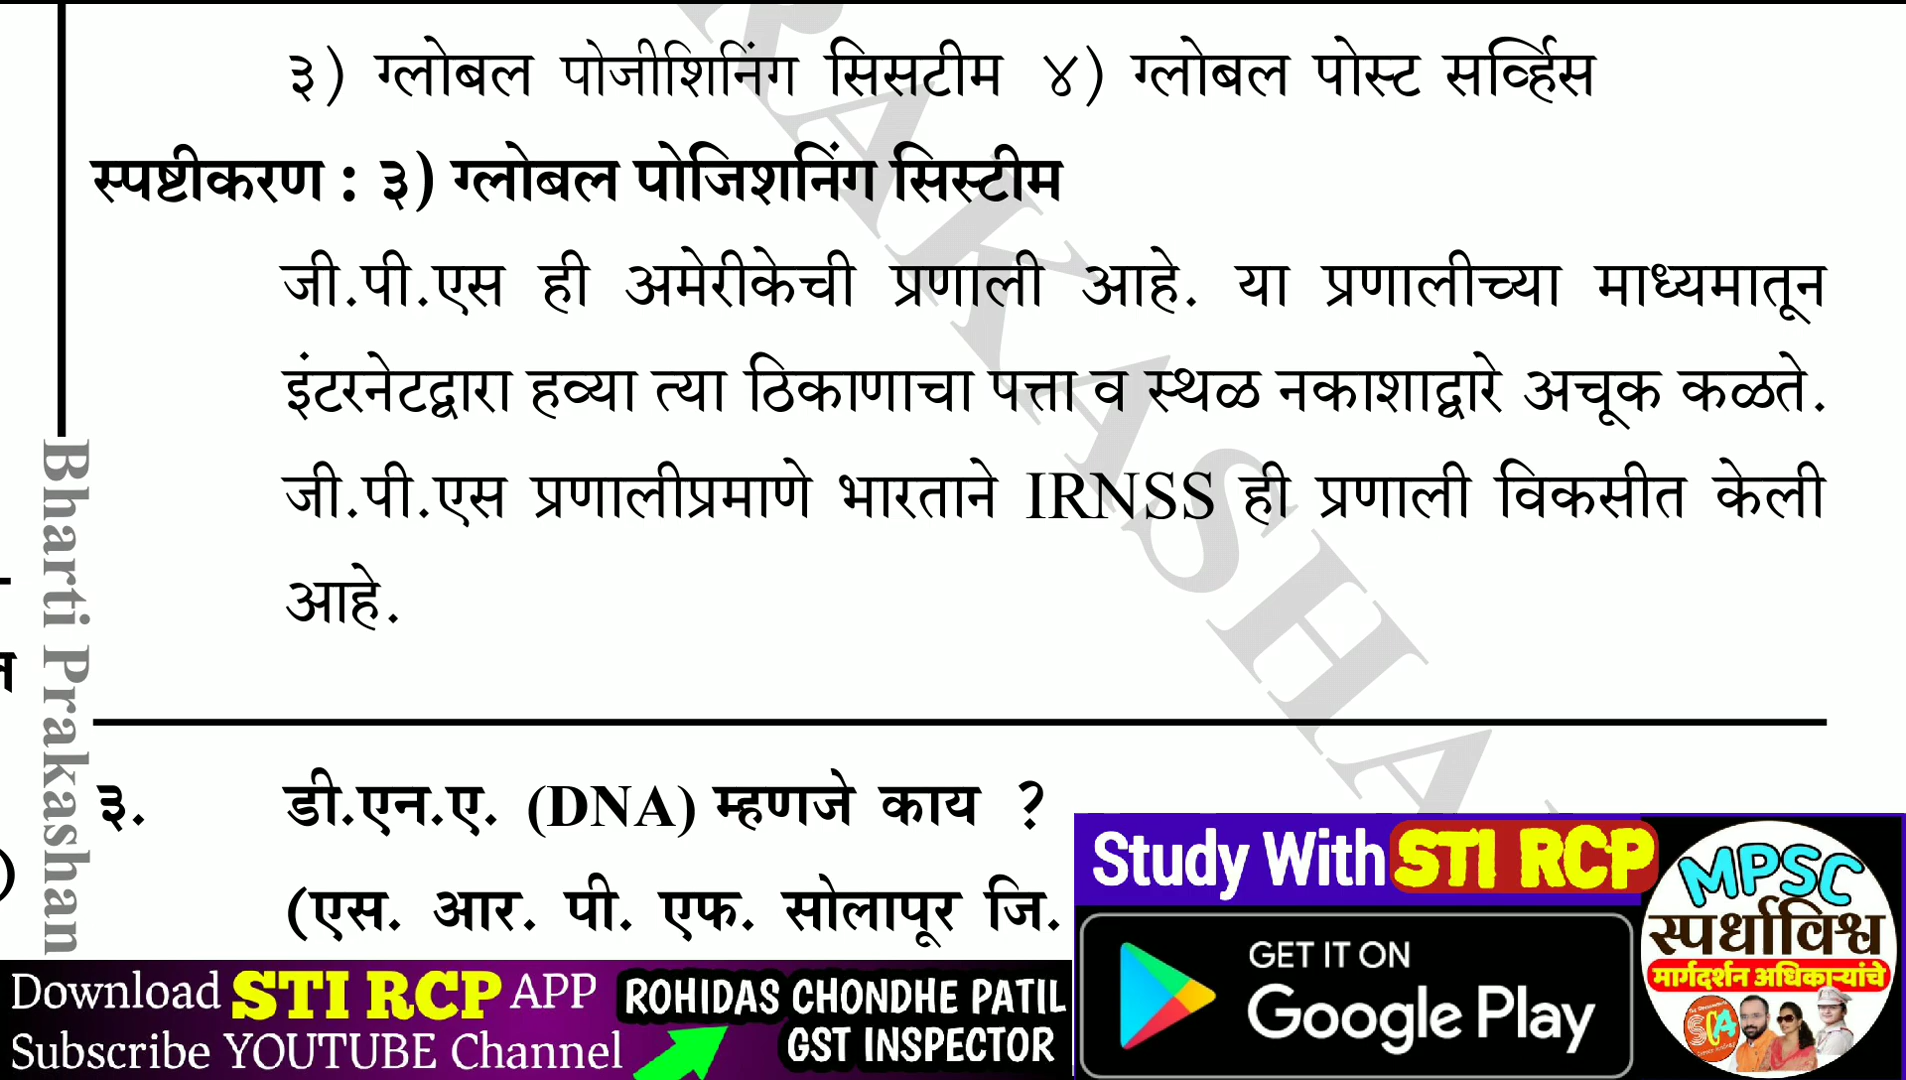 ३) ग्लोबल पोजीशिनिंग सिसटीम ४) ग्लोबल पोस्ट सर्व्हिस
स्पष्टीकरण : ३) ग्लोबल पोजिशनिंग सिस्टीम
जी.पी.एस ही अमेरीकेची प्रणाली आहे. या प्रणालीच्या माध्यमातून
इंटरनेटद्वारा हव्या त्या ठिकाणाचा पत्ता व स्थळ नकाशाद्वारे अचूक कळते.
जी.पी.एस प्रणालीप्रमाणे भारताने IRNSS ही प्रणाली विकसीत केली
आहे.
३. डी.एन.ए. (DNA) म्हणजे काय ?
(एस. आर. पी. एफ. सोलापूर जि.
Bharti Prakashan
RAKASHA
Study With STI RCP
GET IT ON
Google Play
MPSC
स्पर्धाविश्व
मार्गदर्शन अधिकाऱ्यांचे
SCA
Download STI RCP APP
Subscribe YOUTUBE Channel
ROHIDAS CHONDHE PATIL
GST INSPECTOR